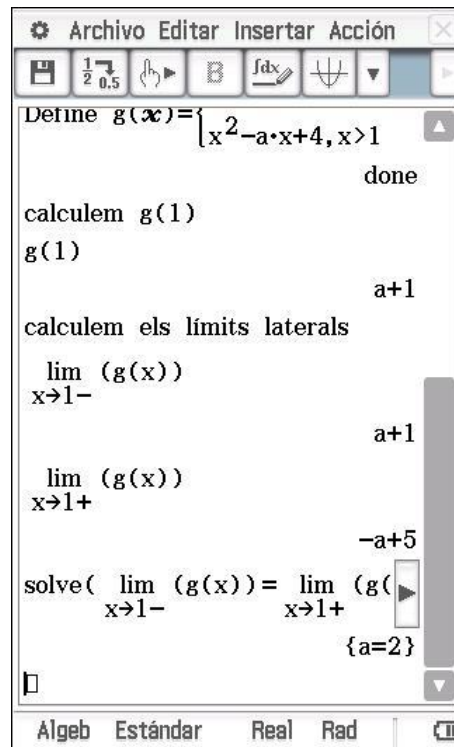 Archivo Editar Insertar Acción
Define g(x)={
x²−a·x+4, x>1
done
calculem g(1)
g(1)
a+1
calculem els límits laterals
lim (g(x))
x→1−
a+1
lim (g(x))
x→1+
−a+5
solve( lim (g(x))= lim (g(
x→1− x→1+
{a=2}
Algeb Estándar Real Rad